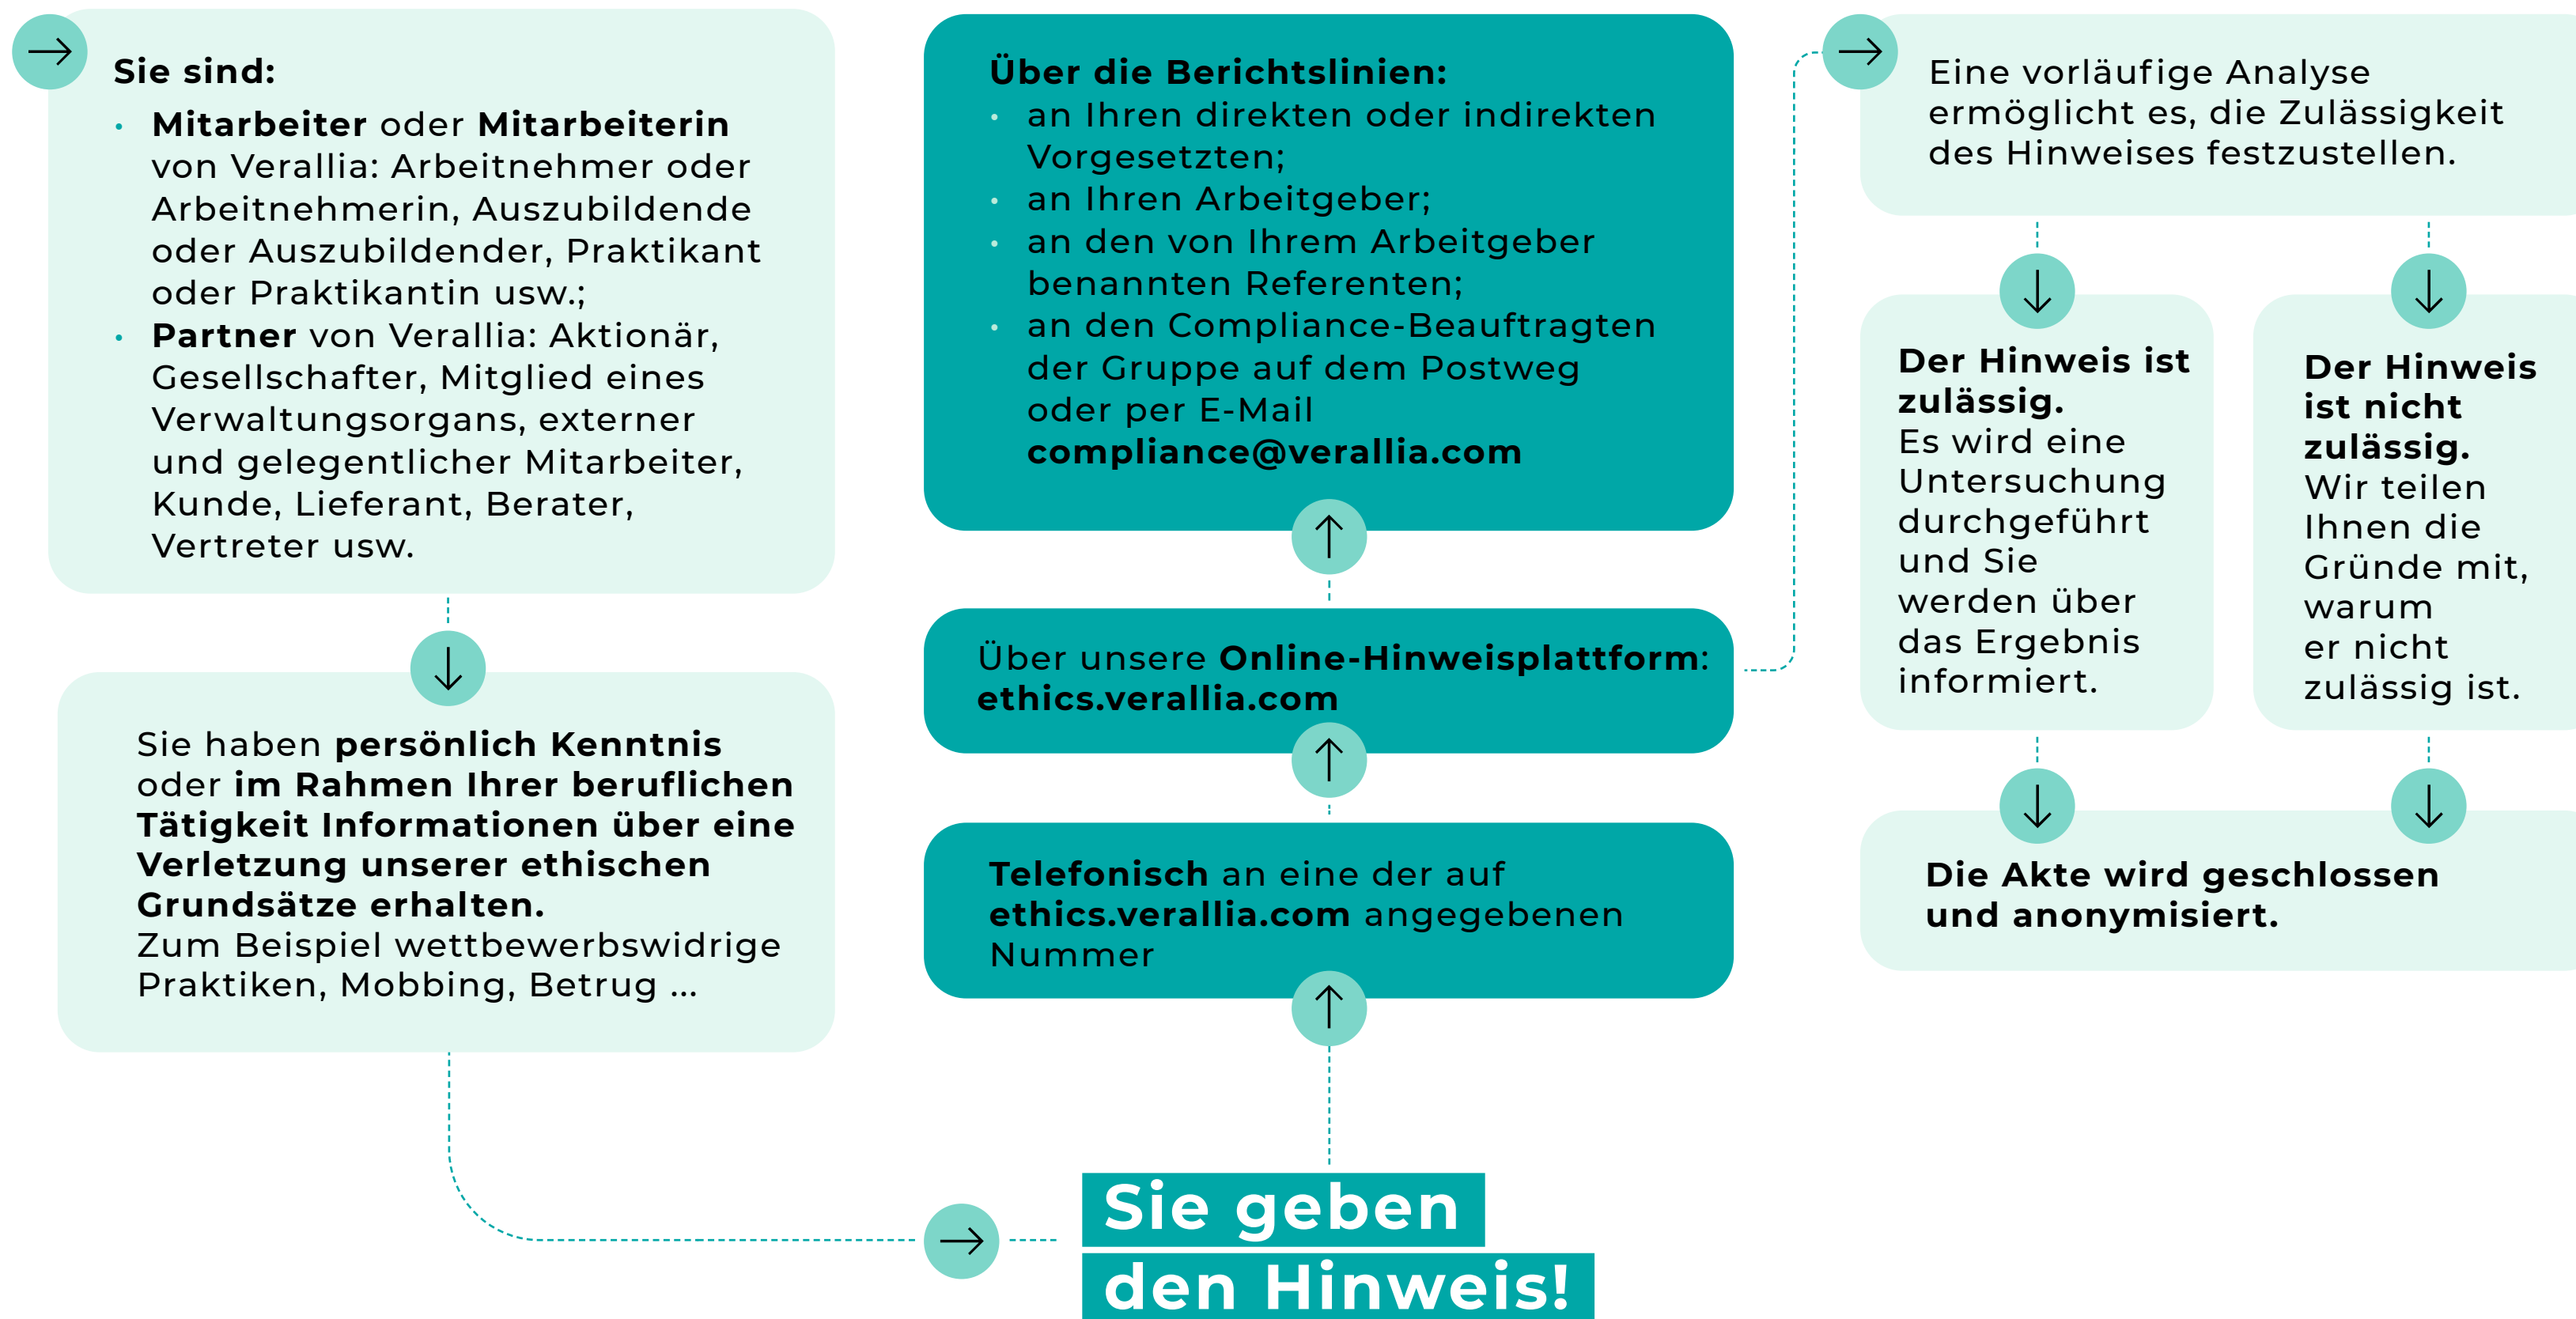 Sie sind:
• Mitarbeiter oder Mitarbeiterin
von Verallia: Arbeitnehmer oder
Arbeitnehmerin, Auszubildende
oder Auszubildender, Praktikant
oder Praktikantin usw.;
• Partner von Verallia: Aktionär,
Gesellschafter, Mitglied eines
Verwaltungsorgans, externer
und gelegentlicher Mitarbeiter,
Kunde, Lieferant, Berater,
Vertreter usw.
Sie haben persönlich Kenntnis
oder im Rahmen Ihrer beruflichen
Tätigkeit Informationen über eine
Verletzung unserer ethischen
Grundsätze erhalten.
Zum Beispiel wettbewerbswidrige
Praktiken, Mobbing, Betrug ...
Sie geben
den Hinweis!
Telefonisch an eine der auf
ethics.verallia.com angegebenen
Nummer
Über unsere Online-Hinweisplattform:
ethics.verallia.com
Über die Berichtslinien:
• an Ihren direkten oder indirekten
Vorgesetzten;
• an Ihren Arbeitgeber;
• an den von Ihrem Arbeitgeber
benannten Referenten;
• an den Compliance-Beauftragten
der Gruppe auf dem Postweg
oder per E-Mail
compliance@verallia.com
Eine vorläufige Analyse
ermöglicht es, die Zulässigkeit
des Hinweises festzustellen.
Der Hinweis ist
zulässig.
Es wird eine
Untersuchung
durchgeführt
und Sie
werden über
das Ergebnis
informiert.
Der Hinweis
ist nicht
zulässig.
Wir teilen
Ihnen die
Gründe mit,
warum
er nicht
zulässig ist.
Die Akte wird geschlossen
und anonymisiert.